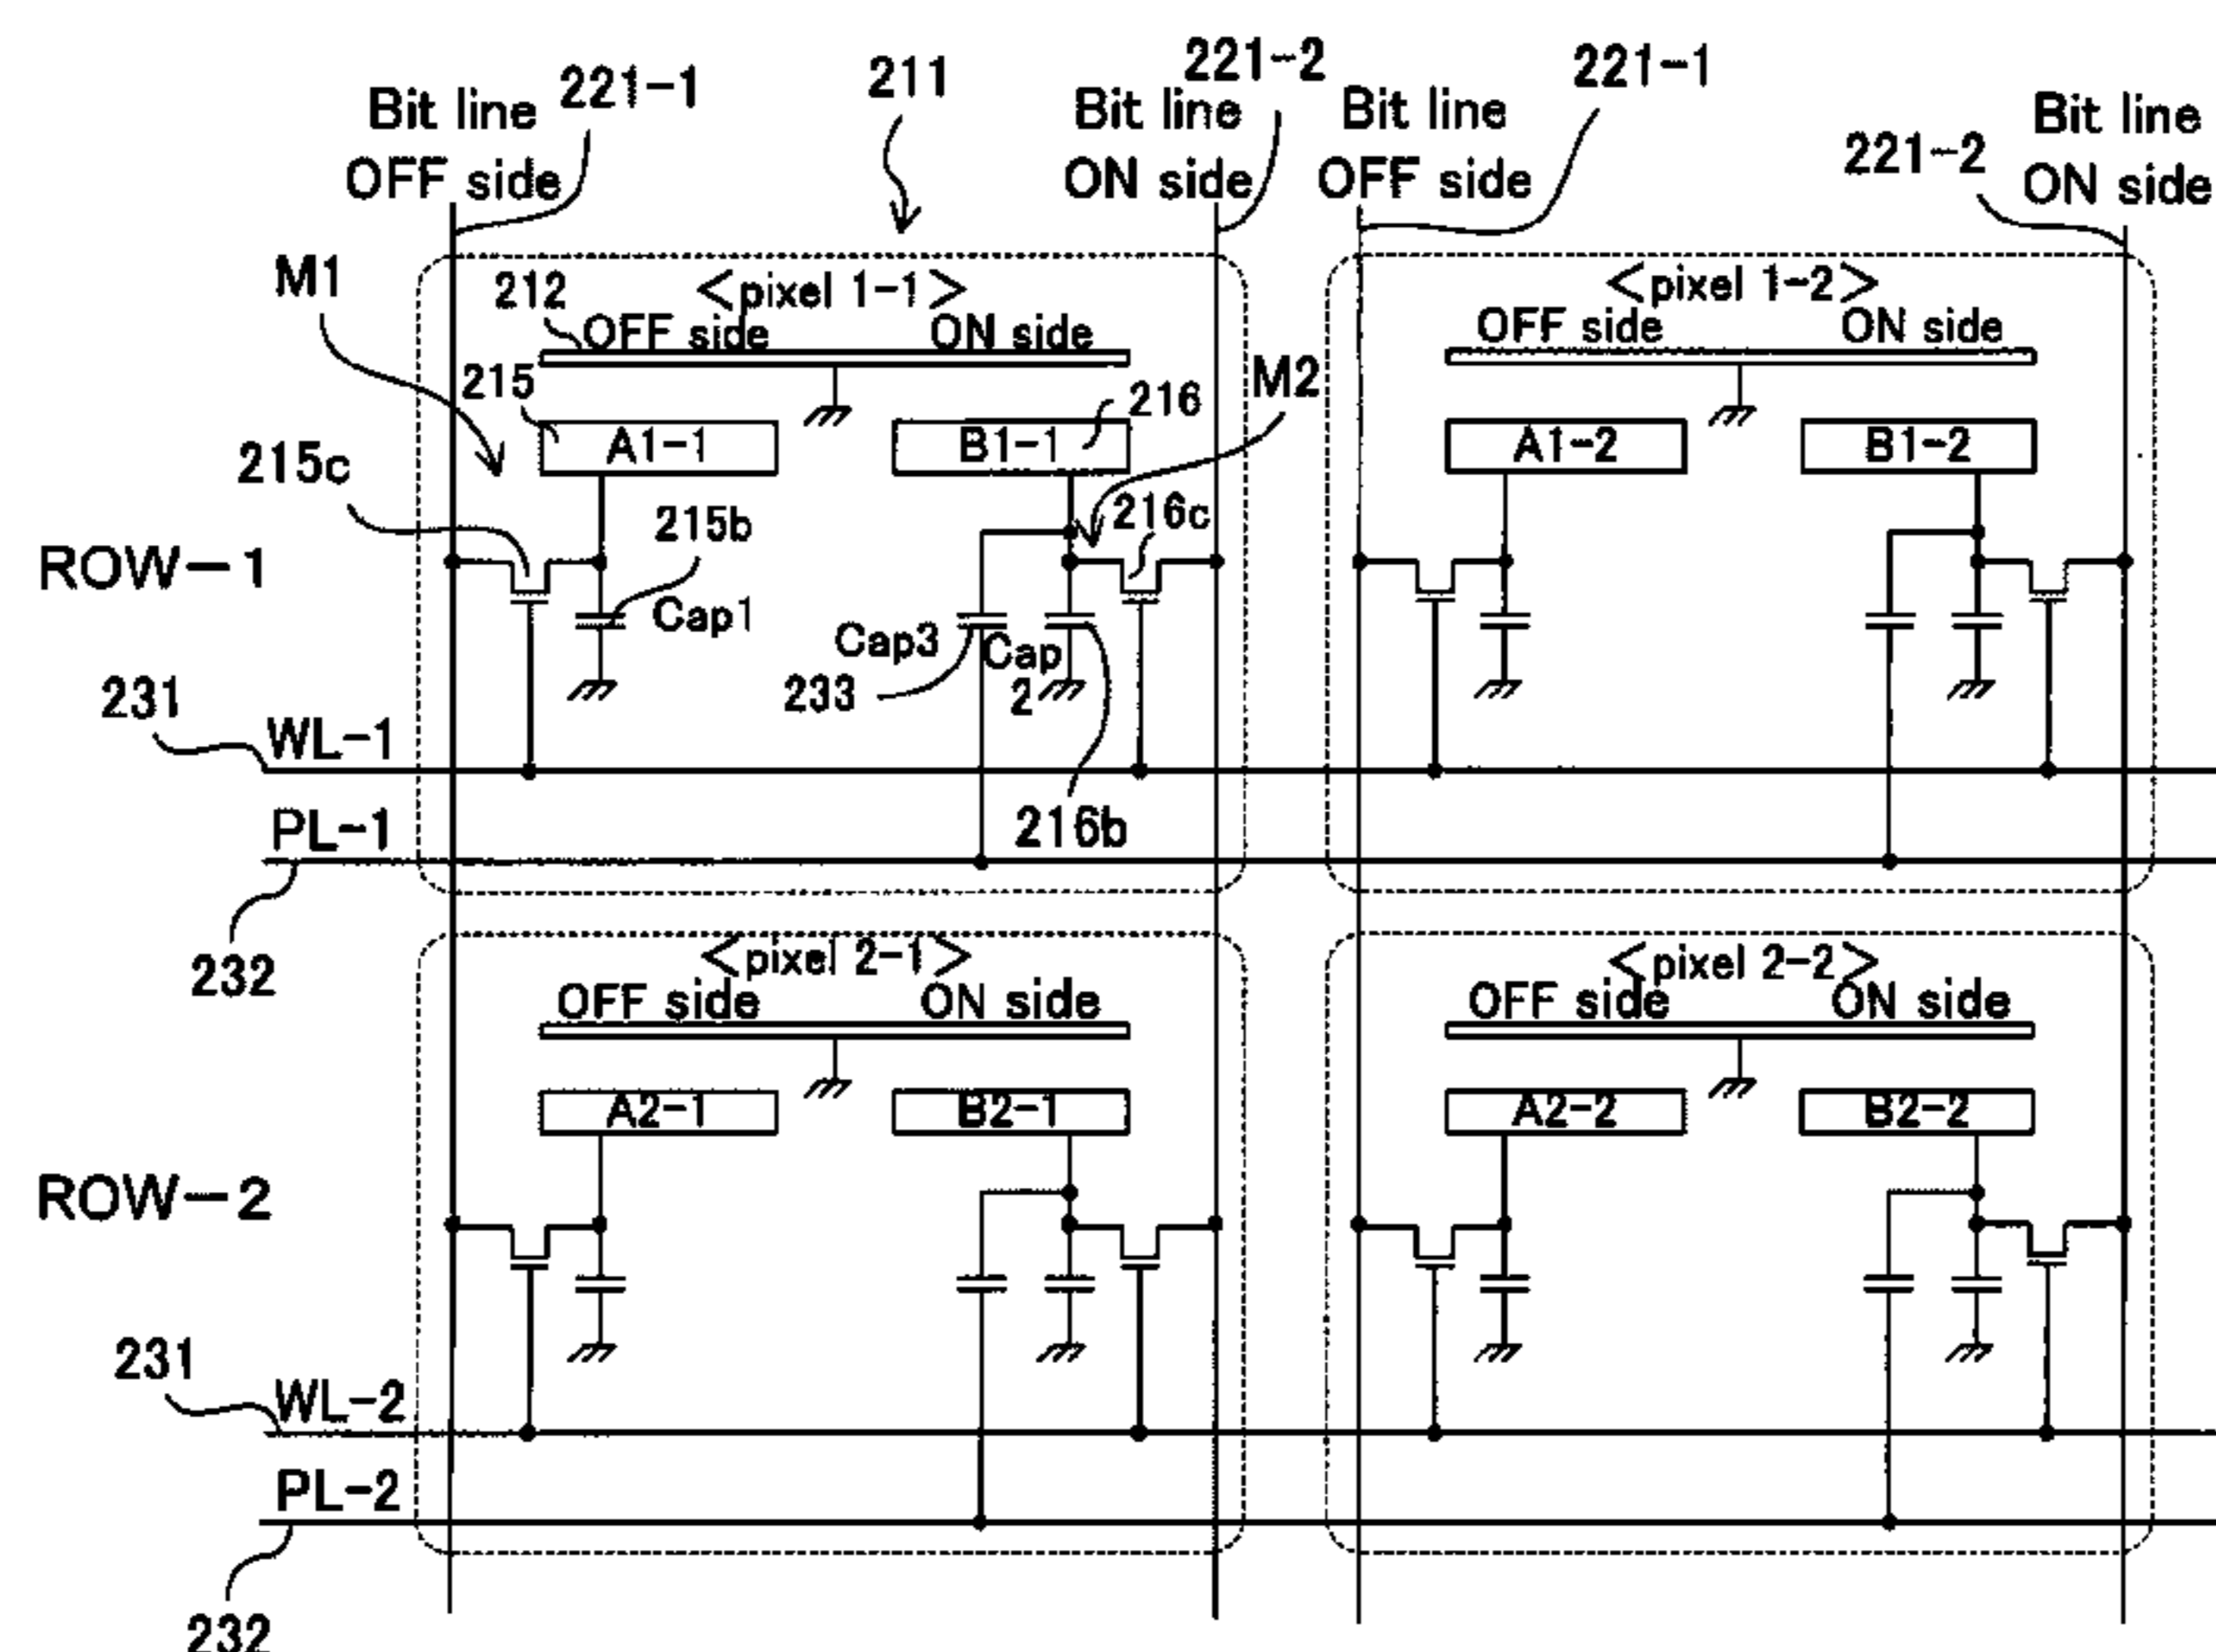 Bit line
OFF side
221-1
211
221-2
Bit line
ON side
221-1
Bit line
OFF side
221-2
Bit line
ON side
M1
212
<pixel 1-1>
OFF side
ON side
<pixel 1-2>
OFF side
ON side
215
M2
216
A1-1
B1-1
A1-2
B1-2
215c
215b
216c
ROW-1
Cap1
Cap3
Cap
2
233
231
WL-1
216b
PL-1
232
<pixel 2-1>
OFF side
ON side
<pixel 2-2>
OFF side
ON side
A2-1
B2-1
A2-2
B2-2
ROW-2
231
WL-2
PL-2
232